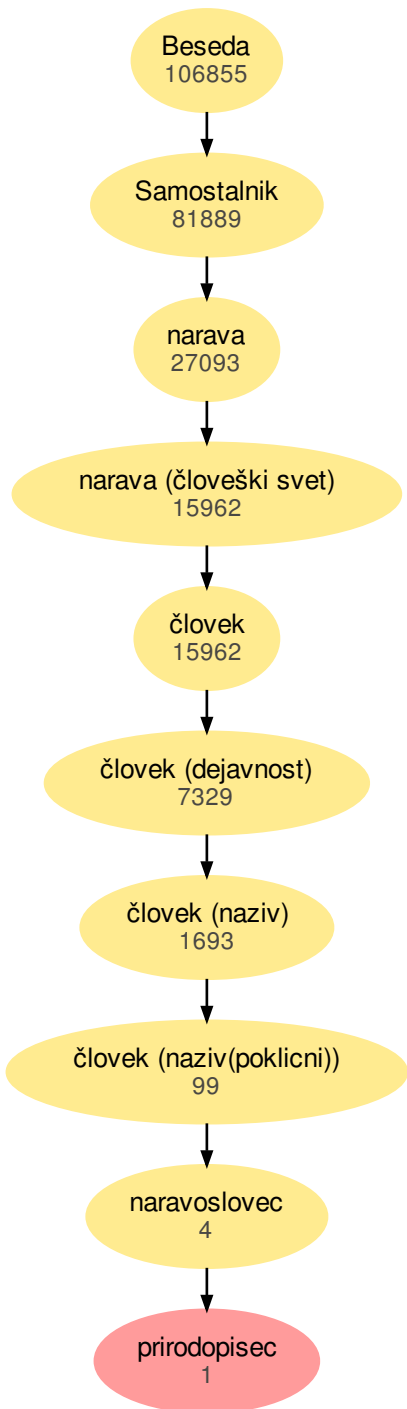 Beseda
106855
Samostalnik
81889
narava
27093
narava (človeški svet)
15962
človek
15962
človek (dejavnost)
7329
človek (naziv)
1693
človek (naziv(poklicni))
99
naravoslovec
4
prirodopisec
1